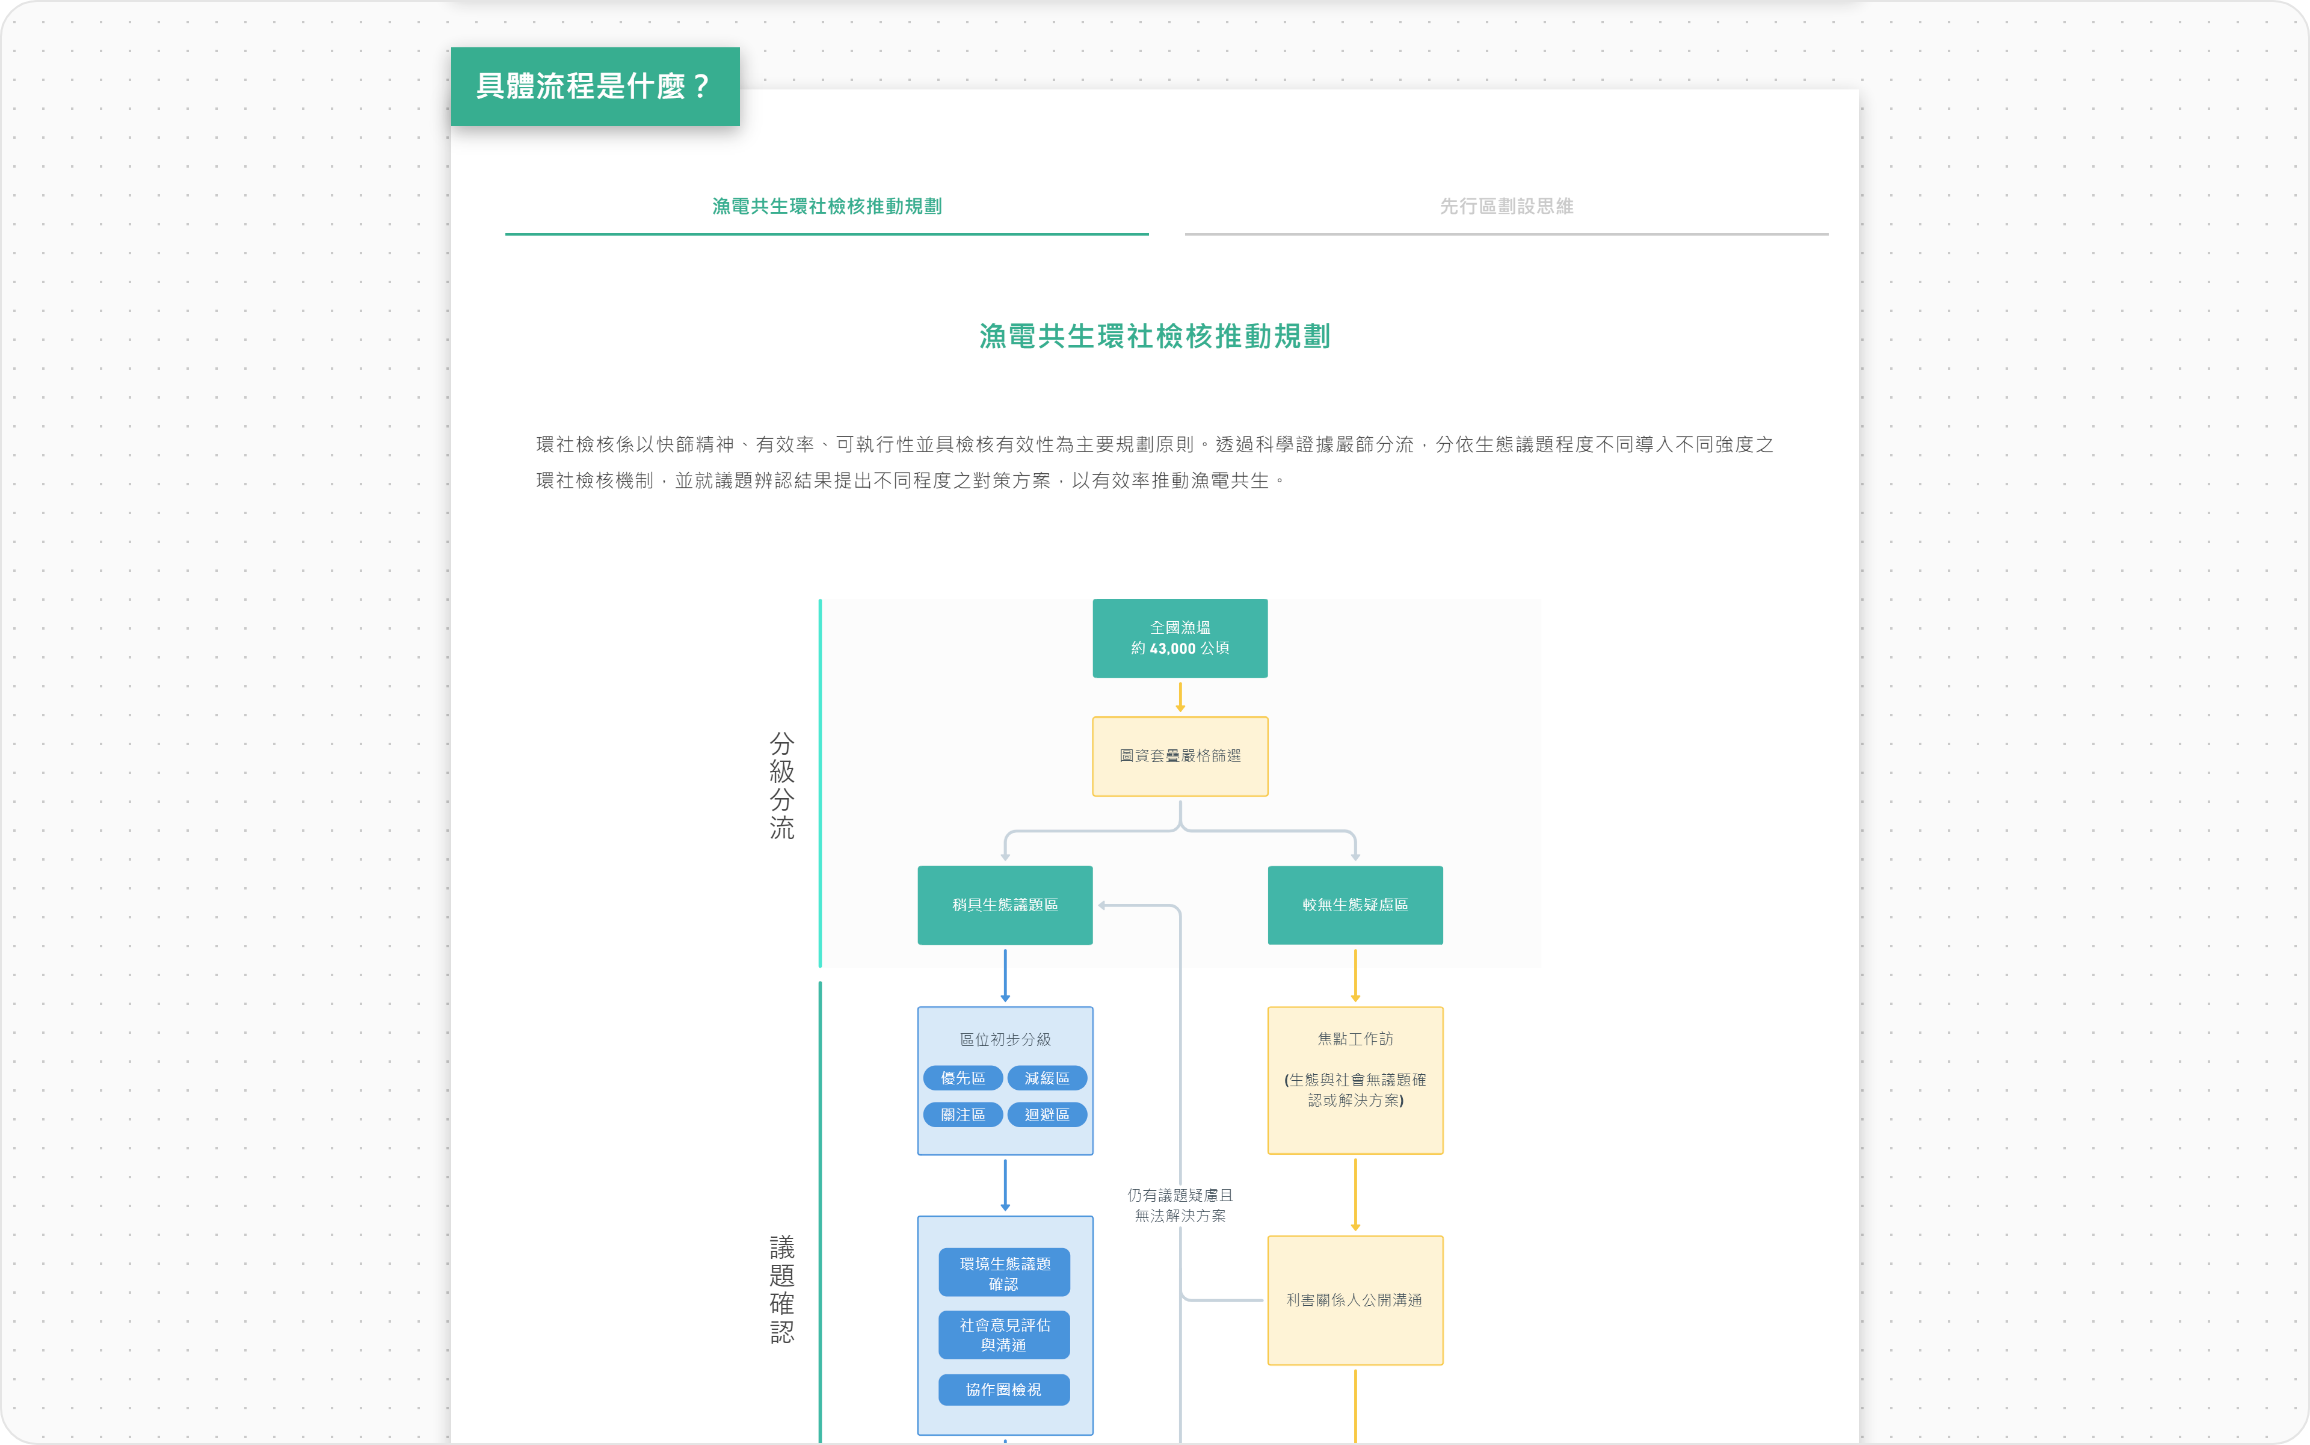 具體流程是什麼？
漁電共生環社檢核推動規劃
先行區劃設思維
漁電共生環社檢核推動規劃
環社檢核係以快篩精神、有效率、可執行性並具檢核有效性為主要規劃原則。透過科學證據嚴篩分流，分依生態議題程度不同導入不同強度之
環社檢核機制，並就議題辨認結果提出不同程度之對策方案，以有效率推動漁電共生。
分級分流
全國漁塭
約 43,000 公頃
圖資套疊嚴格篩選
稍具生態議題區
較無生態疑慮區
議題確認
區位初步分級
優先區
減緩區
關注區
迴避區
焦點工作訪
(生態與社會無議題確
認或解決方案)
仍有議題疑慮且
無法解決方案
環境生態議題
確認
社會意見評估
與溝通
協作圈檢視
利害關係人公開溝通